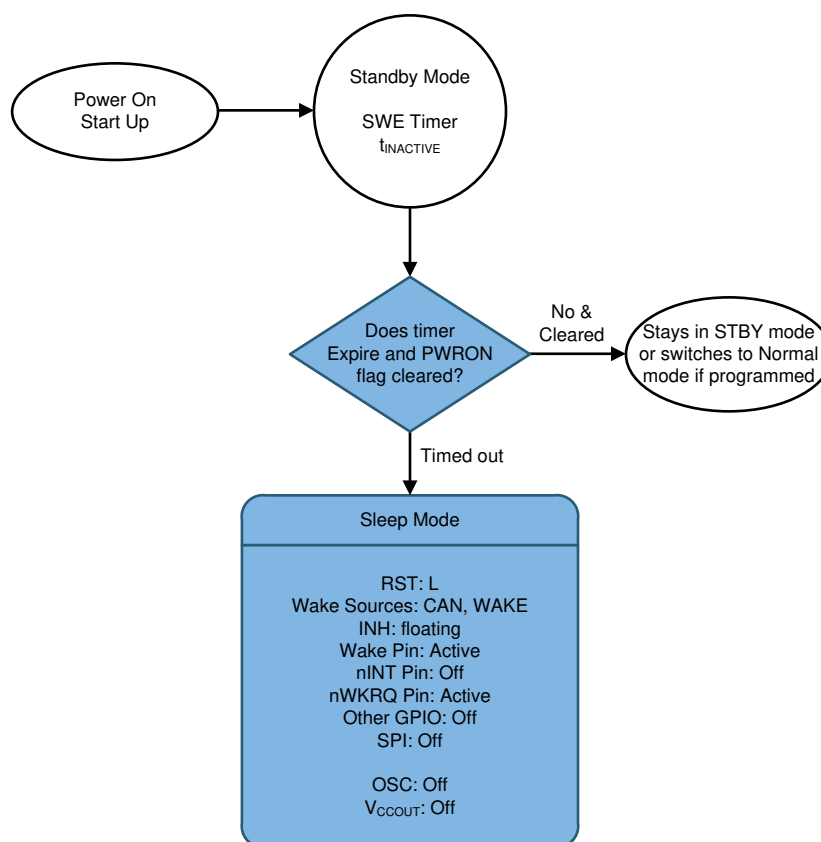 Power On
Start Up
Standby Mode
SWE Timer
tINACTIVE
Does timer
Expire and PWRON
flag cleared?
No &
Cleared
Stays in STBY mode
or switches to Normal
mode if programmed
Timed out
Sleep Mode
RST: L
Wake Sources: CAN, WAKE
INH: floating
Wake Pin: Active
nINT Pin: Off
nWKRQ Pin: Active
Other GPIO: Off
SPI: Off
OSC: Off
VCCOUT: Off